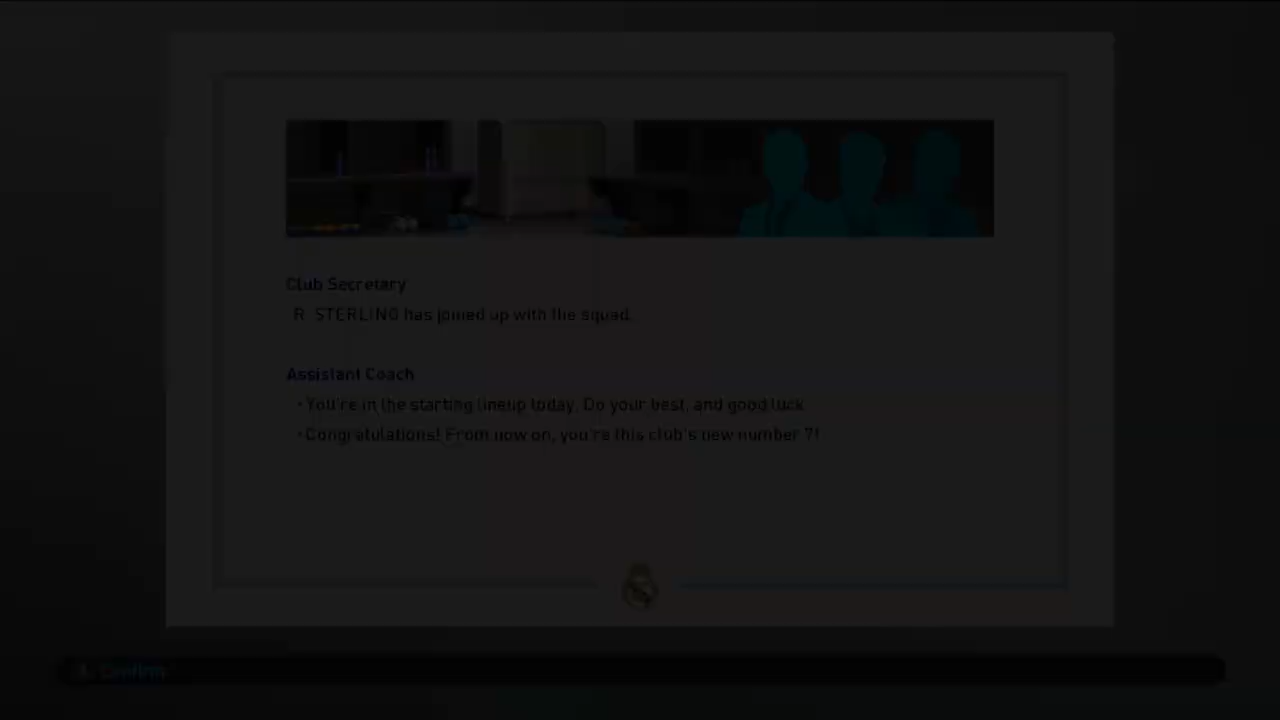 Club Secretary
R. STERLING has joined up with the squad.
Assistant Coach
・You're in the starting lineup today. Do your best, and good luck.
・Congratulations! From now on, you're this club's new number 7!
Confirm